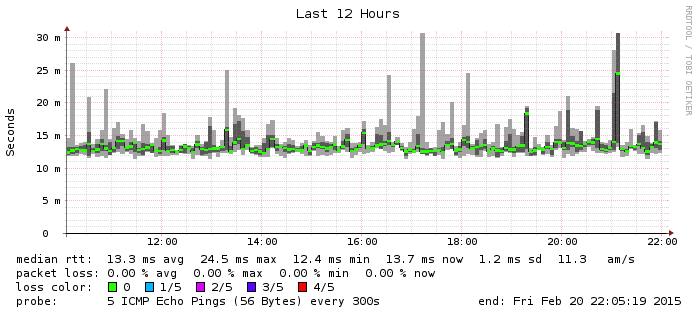 Last 12 Hours
RRDTOOL / TOBI OETIKER
Seconds
30 m
25 m
20 m
15 m
10 m
5 m
0
12:00 14:00 16:00 18:00 20:00 22:00
median rtt: 13.3 ms avg 24.5 ms max 12.4 ms min 13.7 ms now 1.2 ms sd 11.3 am/s
packet loss: 0.00 % avg 0.00 % max 0.00 % min 0.00 % now
loss color: 0 1/5 2/5 3/5 4/5
probe: 5 ICMP Echo Pings (56 Bytes) every 300s end: Fri Feb 20 22:05:19 2015